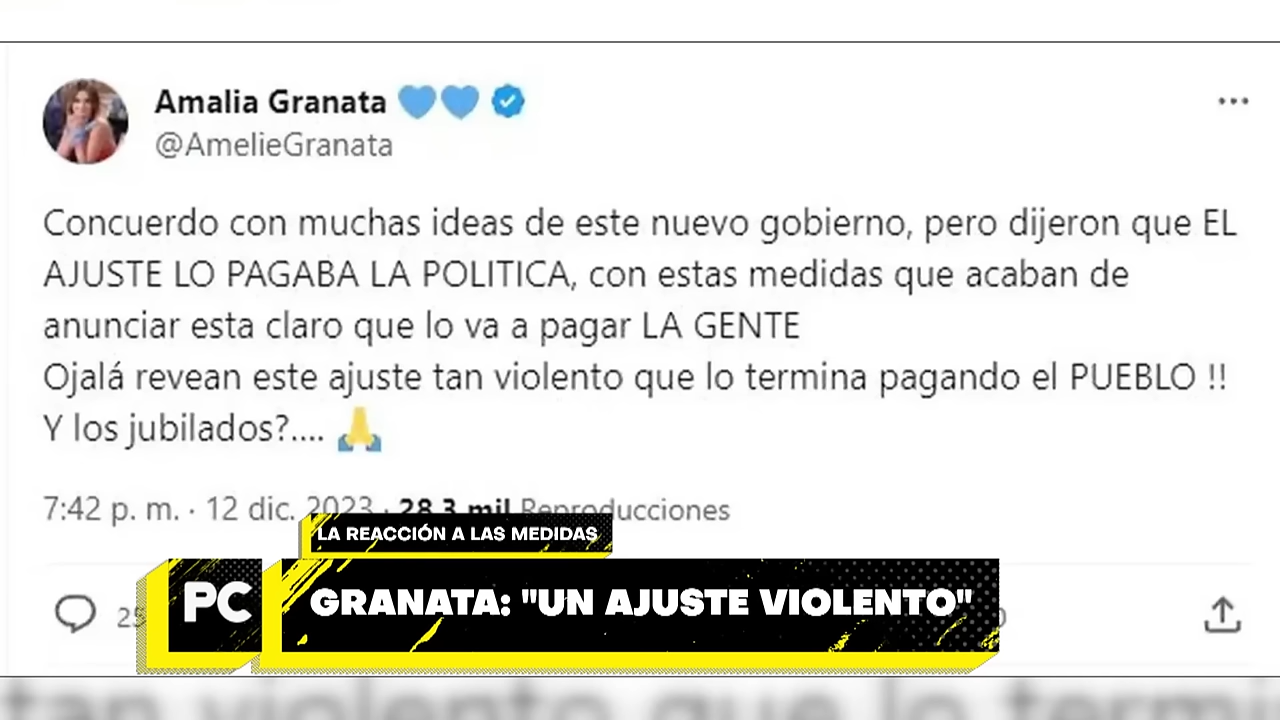 Amalia Granata
@AmelieGranata
Concuerdo con muchas ideas de este nuevo gobierno, pero dijeron que EL
AJUSTE LO PAGABA LA POLITICA, con estas medidas que acaban de
anunciar esta claro que lo va a pagar LA GENTE
Ojalá revean este ajuste tan violento que lo termina pagando el PUEBLO !!
Y los jubilados?....
7:42 p. m. · 12 dic. 2023 · 28,3 mil Reproducciones
LA REACCIÓN A LAS MEDIDAS
PC
GRANATA: "UN AJUSTE VIOLENTO"
tan violento que lo termi